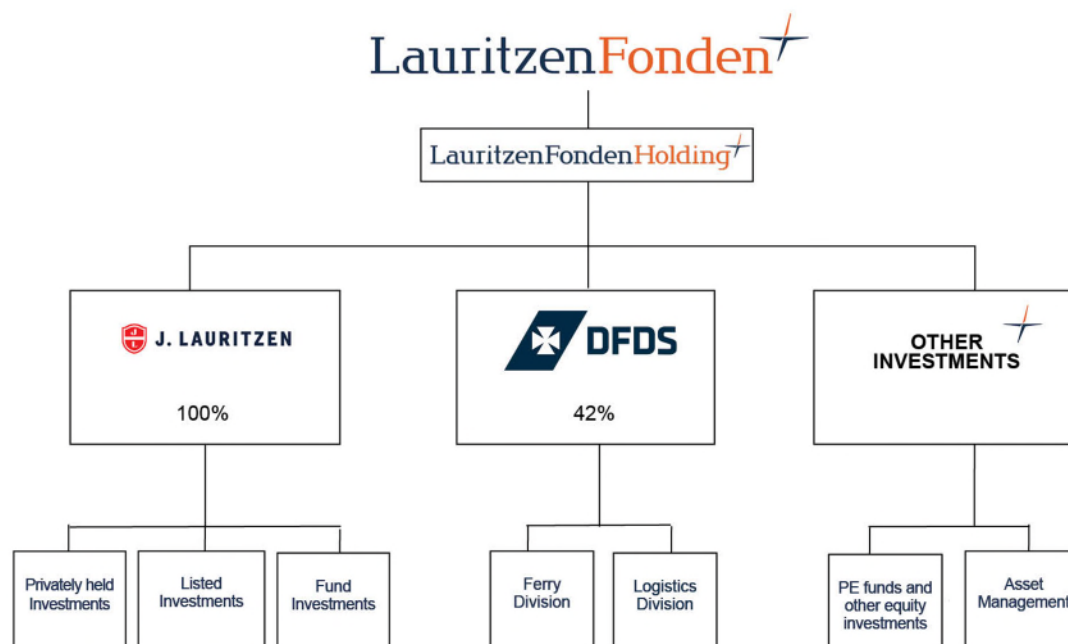 LauritzenFonden
LauritzenFondenHolding
J L
J. LAURITZEN
100%
DFDS
42%
OTHER
INVESTMENTS
Privately held
Investments
Listed
Investments
Fund
Investments
Ferry
Division
Logistics
Division
PE funds and
other equity
investments
Asset
Management